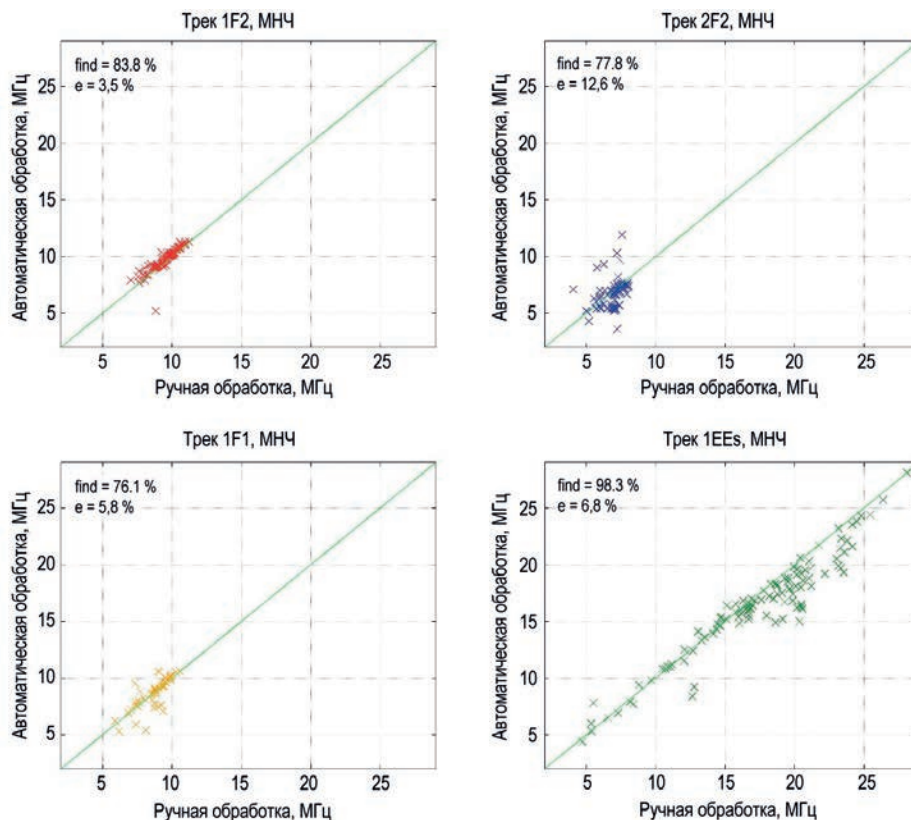 Трек 1F2, МНЧ
find = 83.8 %
e = 3,5 %
Автоматическая обработка, МГц
25
20
15
10
5
5 10 15 20 25
Ручная обработка, МГц
Трек 2F2, МНЧ
find = 77.8 %
e = 12,6 %
Автоматическая обработка, МГц
25
20
15
10
5
5 10 15 20 25
Ручная обработка, МГц
Трек 1F1, МНЧ
find = 76.1 %
e = 5,8 %
Автоматическая обработка, МГц
25
20
15
10
5
5 10 15 20 25
Ручная обработка, МГц
Трек 1EEs, МНЧ
find = 98.3 %
e = 6,8 %
Автоматическая обработка, МГц
25
20
15
10
5
5 10 15 20 25
Ручная обработка, МГц